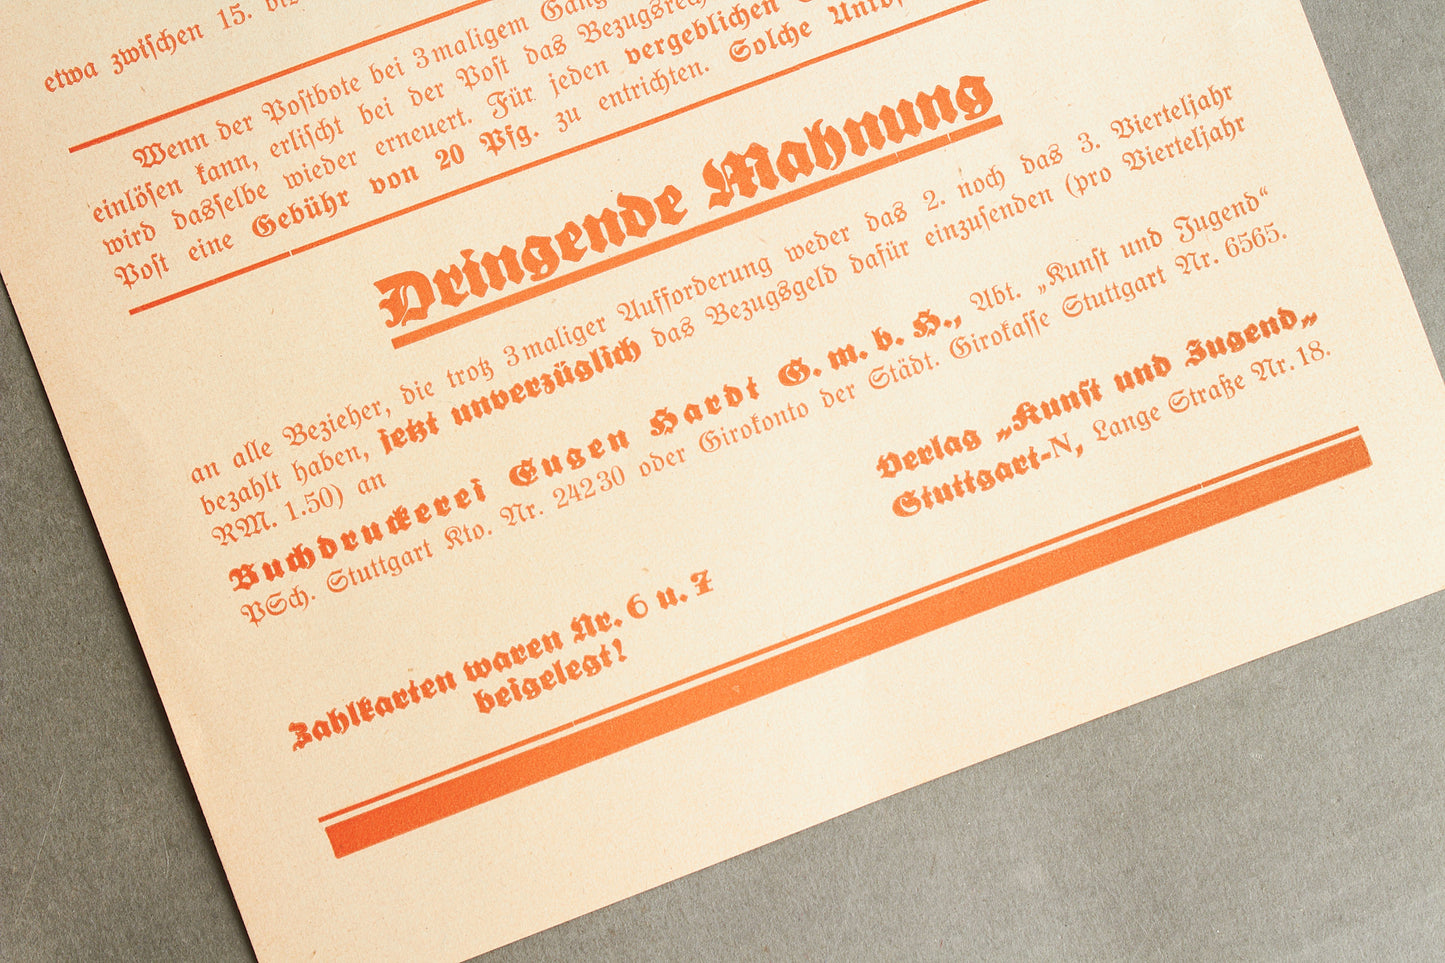 etwa zwischen 15. bis
Wenn der Postbote bei 3maligem Gang
einlösen kann, erlischt bei der Post das Bezugsrech
wird dasselbe wieder erneuert. Für jeden vergeblichen
Post eine Gebühr von 20 Pfg. zu entrichten. Solche
Dringende Mahnung
an alle Bezieher, die trotz 3maliger Aufforderung weder das 2. noch das 3. Vierteljahr
bezahlt haben, jetzt unverzüglich das Bezugsgeld dafür einzusenden (pro Vierteljahr
RM. 1.50) an
Buchdruckerei Eugen Hardt G. m. b. H., Abt. „Kunst und Jugend“
PSch. Stuttgart Kto. Nr. 24230 oder Girokonto der Städt. Girokasse Stuttgart Nr. 6565.
Verlag „Kunst und Jugend„
Stuttgart-N, Lange Straße Nr. 18.
Zahlkarten waren Nr. 6 u. 7
beigelegt!